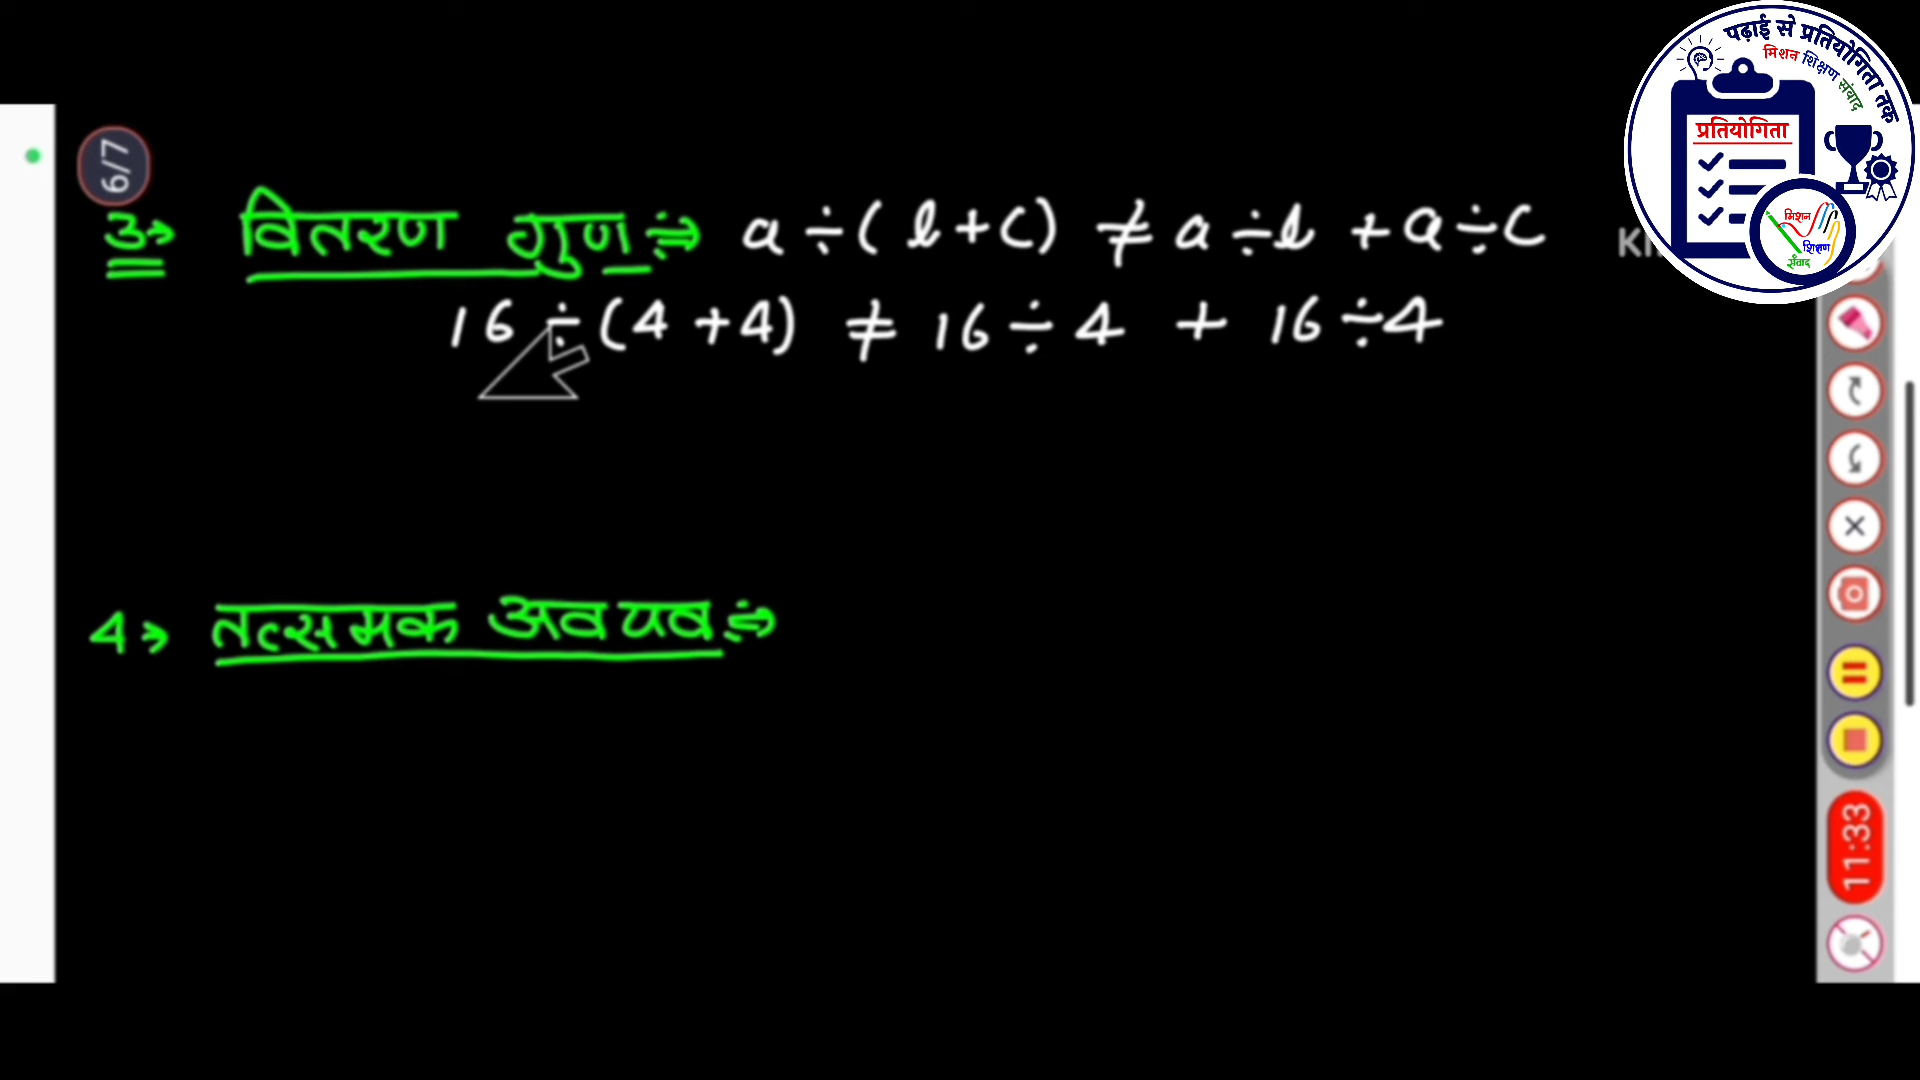 पढ़ाई से प्रतियोगिता तक
मिशन शिक्षण संवाद
प्रतियोगिता
मिशन
शिक्षण
संवाद
6/7
3→ वितरण गुण ÷⇒ a ÷ ( b + c ) ≠ a ÷ b + a ÷ c
16 ÷ (4 + 4) ≠ 16 ÷ 4 + 16 ÷ 4
4→ तत्समक अवयव ÷⇒
11:33